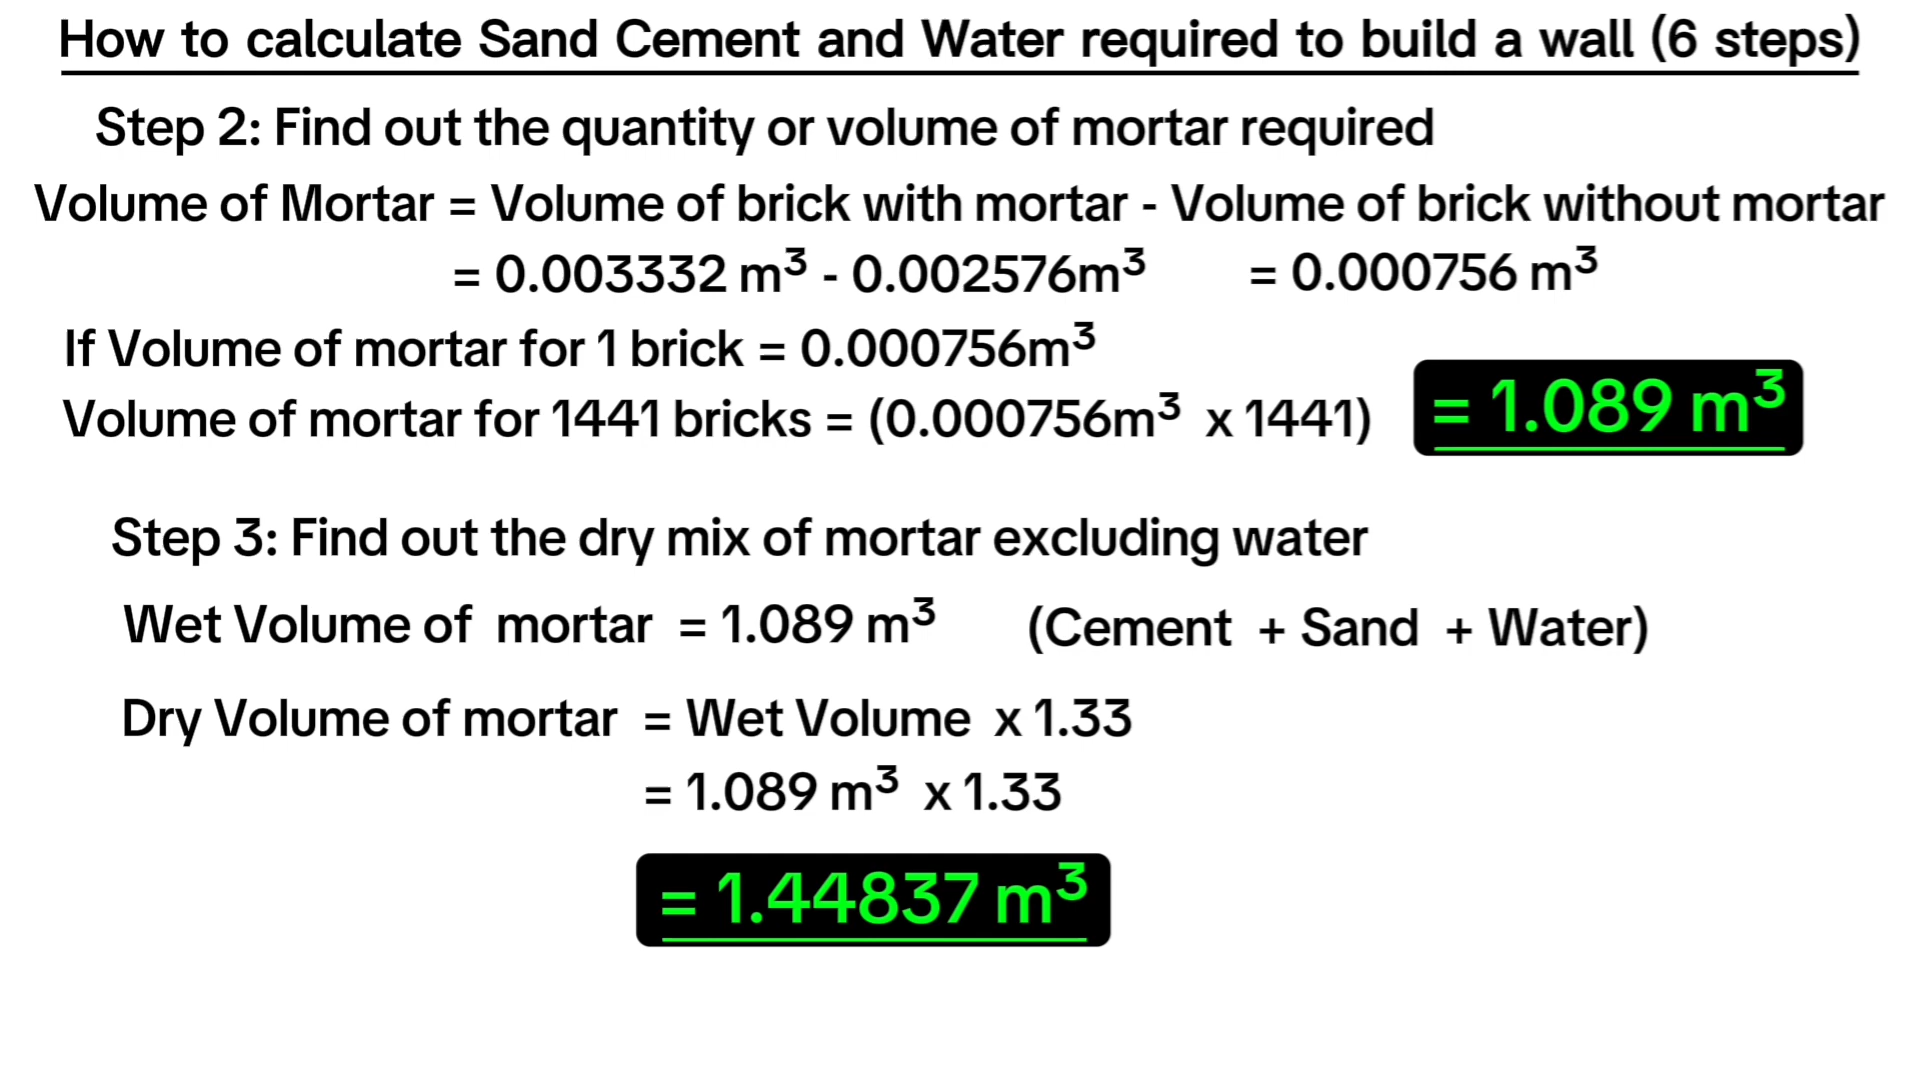 How to calculate Sand Cement and Water required to build a wall (6 steps)
Step 2: Find out the quantity or volume of mortar required
Volume of Mortar = Volume of brick with mortar - Volume of brick without mortar
= 0.003332 m³ - 0.002576m³ = 0.000756 m³
If Volume of mortar for 1 brick = 0.000756m³
Volume of mortar for 1441 bricks = (0.000756m³ x 1441) = 1.089 m³
Step 3: Find out the dry mix of mortar excluding water
Wet Volume of mortar = 1.089 m³ (Cement + Sand + Water)
Dry Volume of mortar = Wet Volume x 1.33
= 1.089 m³ x 1.33
= 1.44837 m³